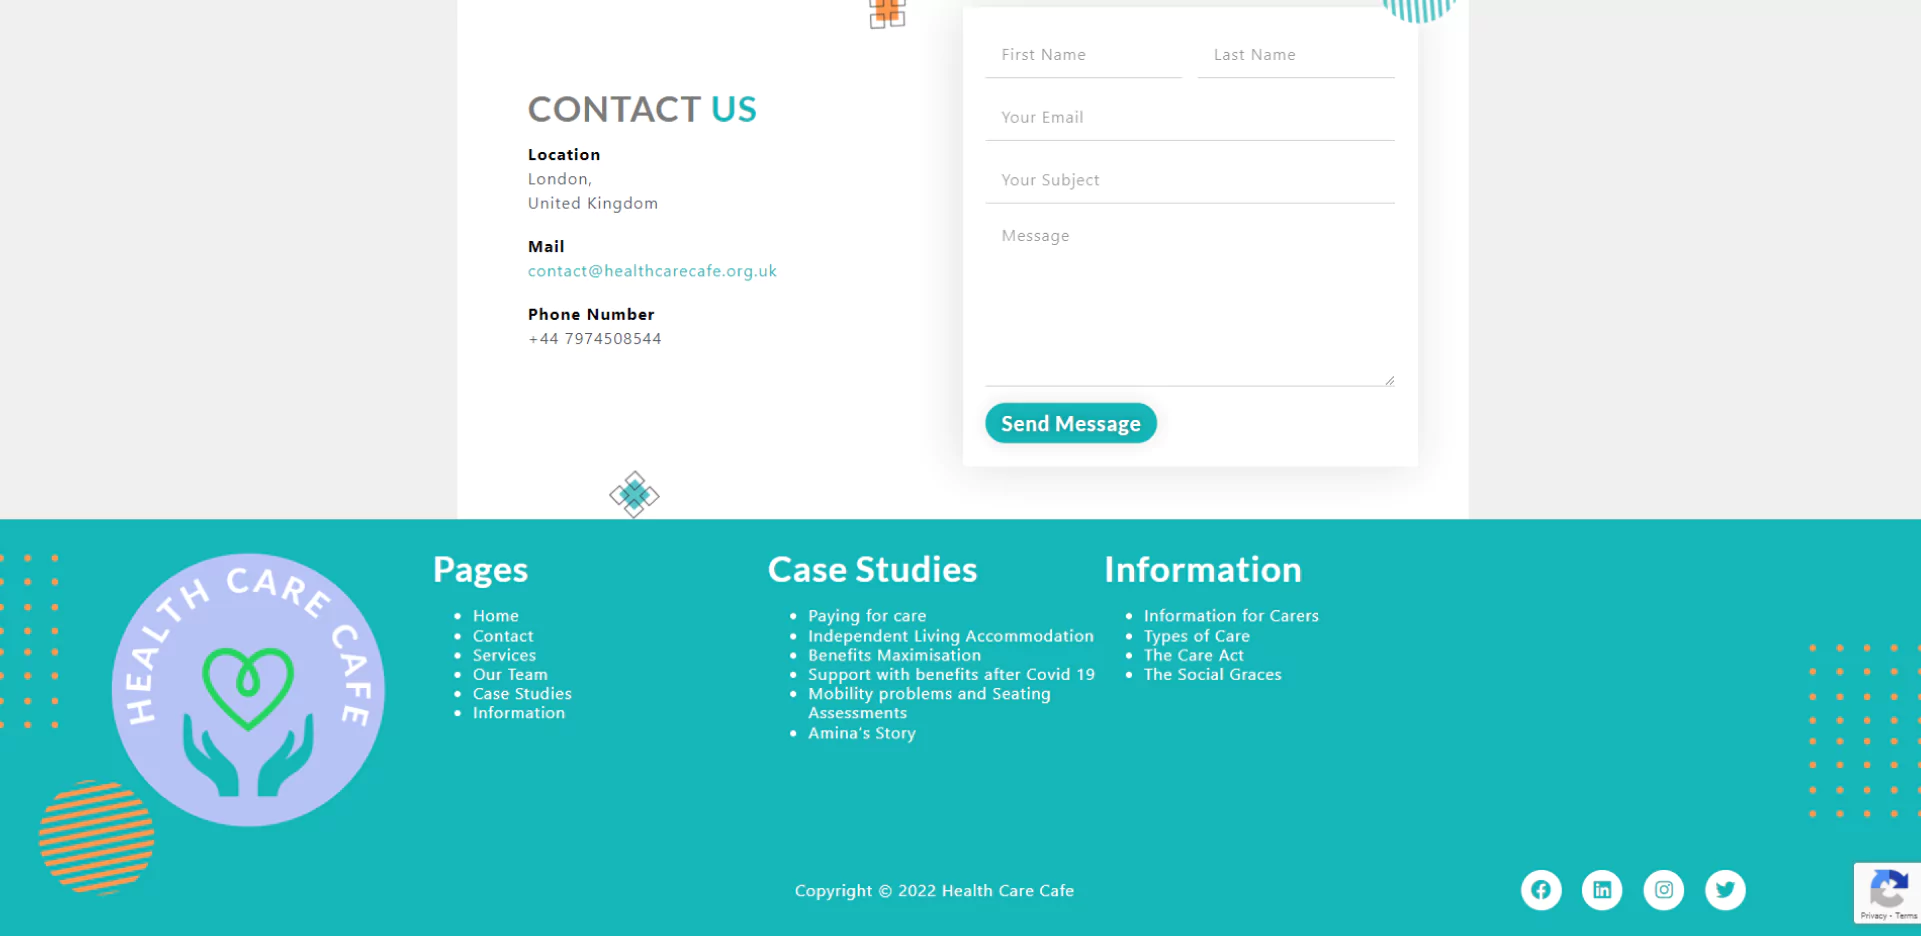 First Name
Last Name
CONTACT US
Your Email
Location
London,
United Kingdom
Your Subject
Message
Mail
contact@healthcarecafe.org.uk
Phone Number
+44 7974508544
Send Message
HEALTH CARE CAFE
Pages
Home
Contact
Services
Our Team
Case Studies
Information
Case Studies
Paying for care
Independent Living Accommodation
Benefits Maximisation
Support with benefits after Covid 19
Mobility problems and Seating
Assessments
Amina's Story
Information
Information for Carers
Types of Care
The Care Act
The Social Graces
Copyright © 2022 Health Care Cafe
Privacy - Terms